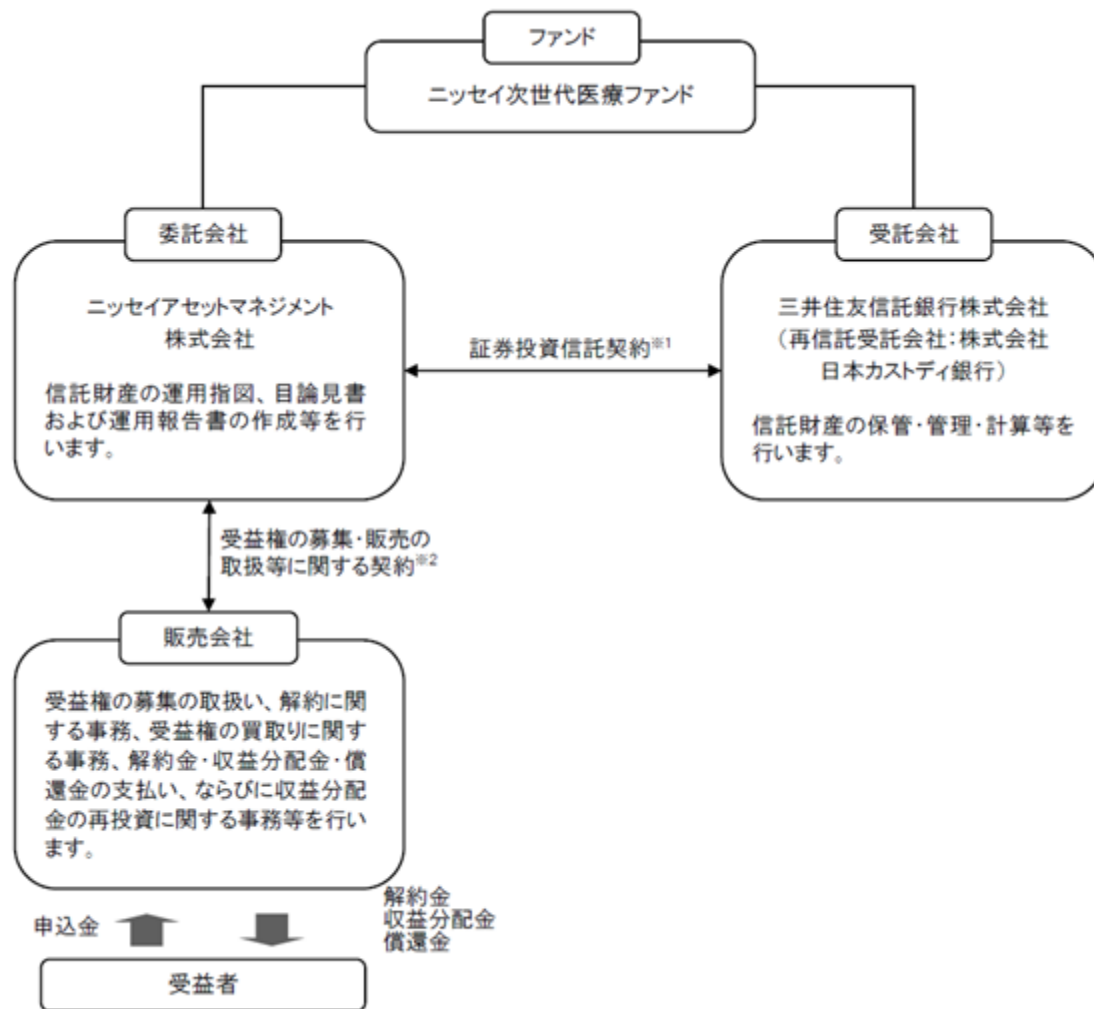 ファンド
ニッセイ次世代医療ファンド
委託会社
ニッセイアセットマネジメント
株式会社
信託財産の運用指図、目論見書
および運用報告書の作成等を行
います。
証券投資信託契約※1
受託会社
三井住友信託銀行株式会社
（再信託受託会社：株式会社
日本カストディ銀行）
信託財産の保管・管理・計算等を
行います。
受益権の募集・販売の
取扱等に関する契約※2
販売会社
受益権の募集の取扱い、解約に関
する事務、受益権の買取りに関す
る事務、解約金・収益分配金・償
還金の支払い、ならびに収益分配
金の再投資に関する事務等を行い
ます。
申込金
解約金
収益分配金
償還金
受益者